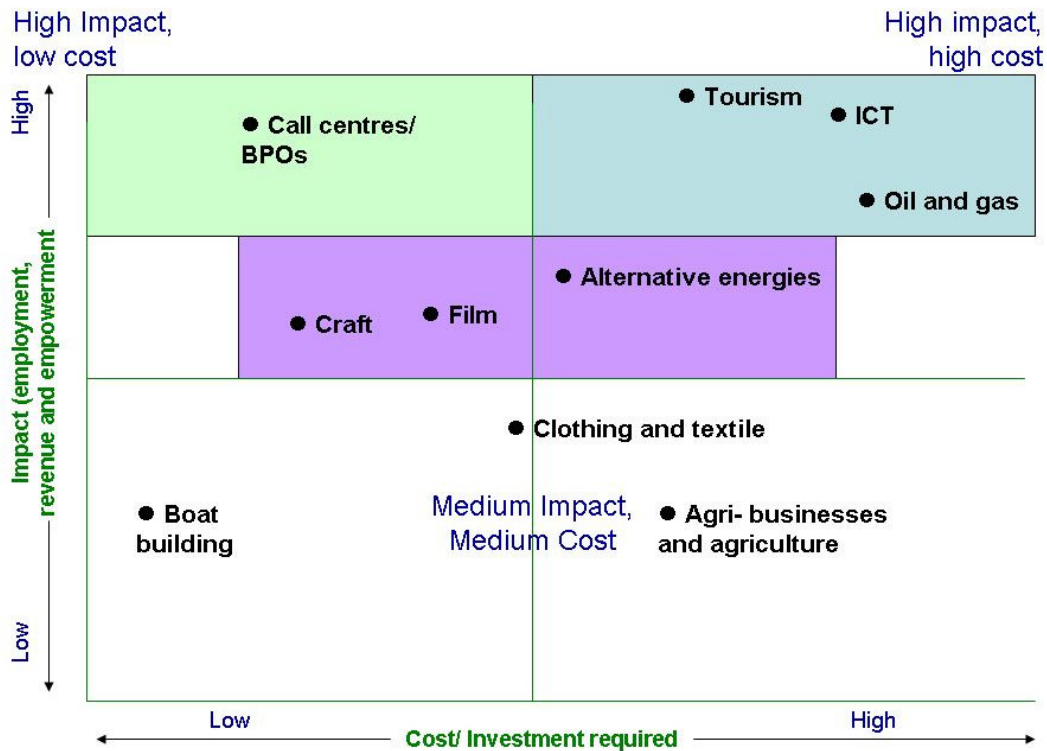 High Impact,
low cost
High impact,
high cost
High
Impact (employment,
revenue and empowerment
Low
● Call centres/
BPOs
● Tourism
● ICT
● Oil and gas
● Alternative energies
● Craft
● Film
● Clothing and textile
Medium Impact,
Medium Cost
● Boat
building
● Agri- businesses
and agriculture
Low
High
Cost/ Investment required